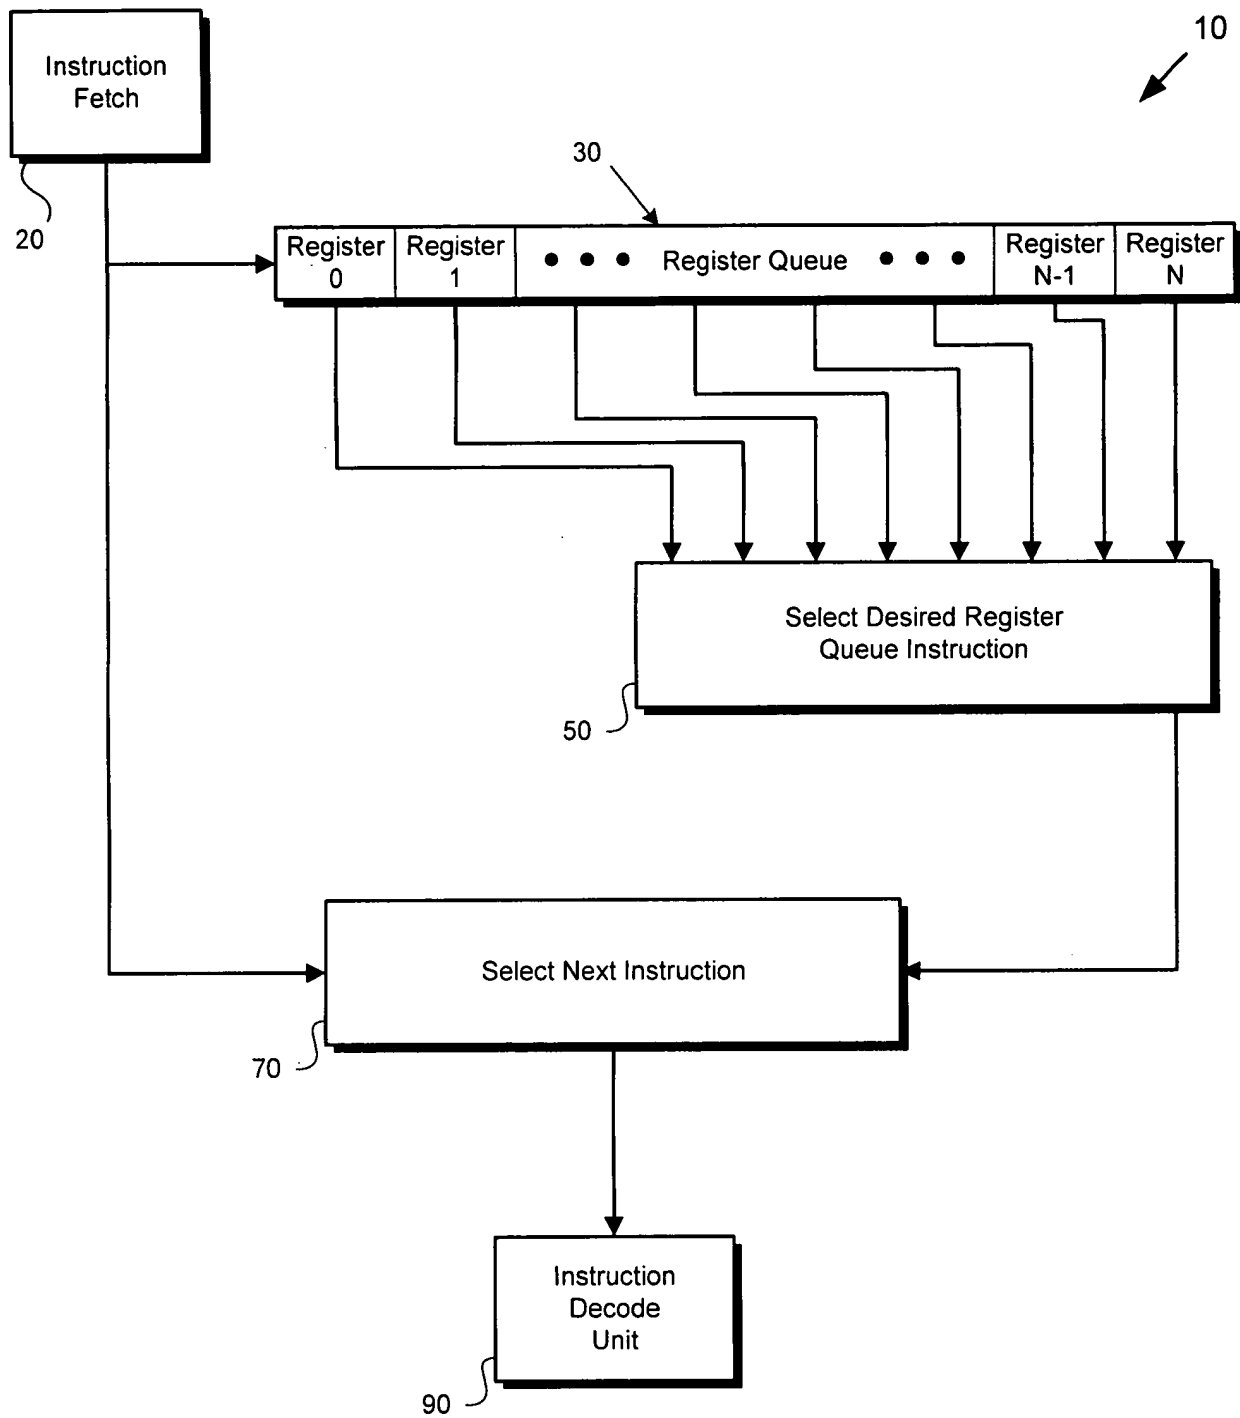 10
Instruction
Fetch
20
30
Register
0
Register
1
• • • Register Queue • • •
Register
N-1
Register
N
Select Desired Register
Queue Instruction
50
Select Next Instruction
70
Instruction
Decode
Unit
90